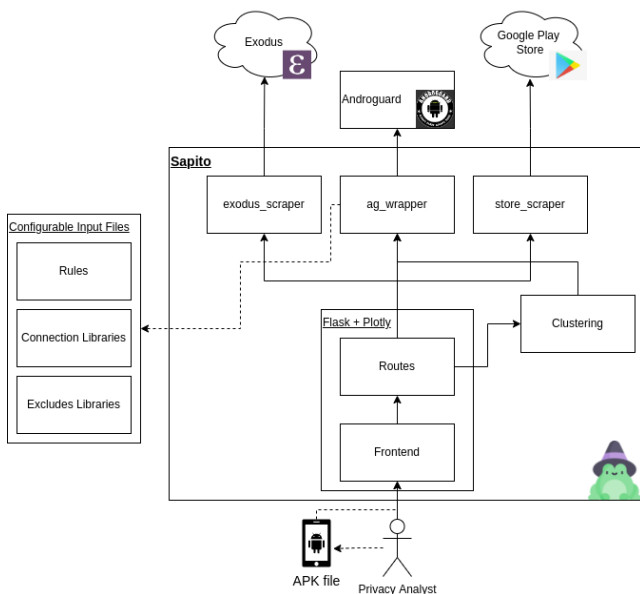 Exodus
ε
Google Play
Store
Androguard
Sapito
exodus_scraper
ag_wrapper
store_scraper
Configurable Input Files
Rules
Connection Libraries
Excludes Libraries
Flask + Plotly
Clustering
Routes
Frontend
APK file
Privacy Analyst